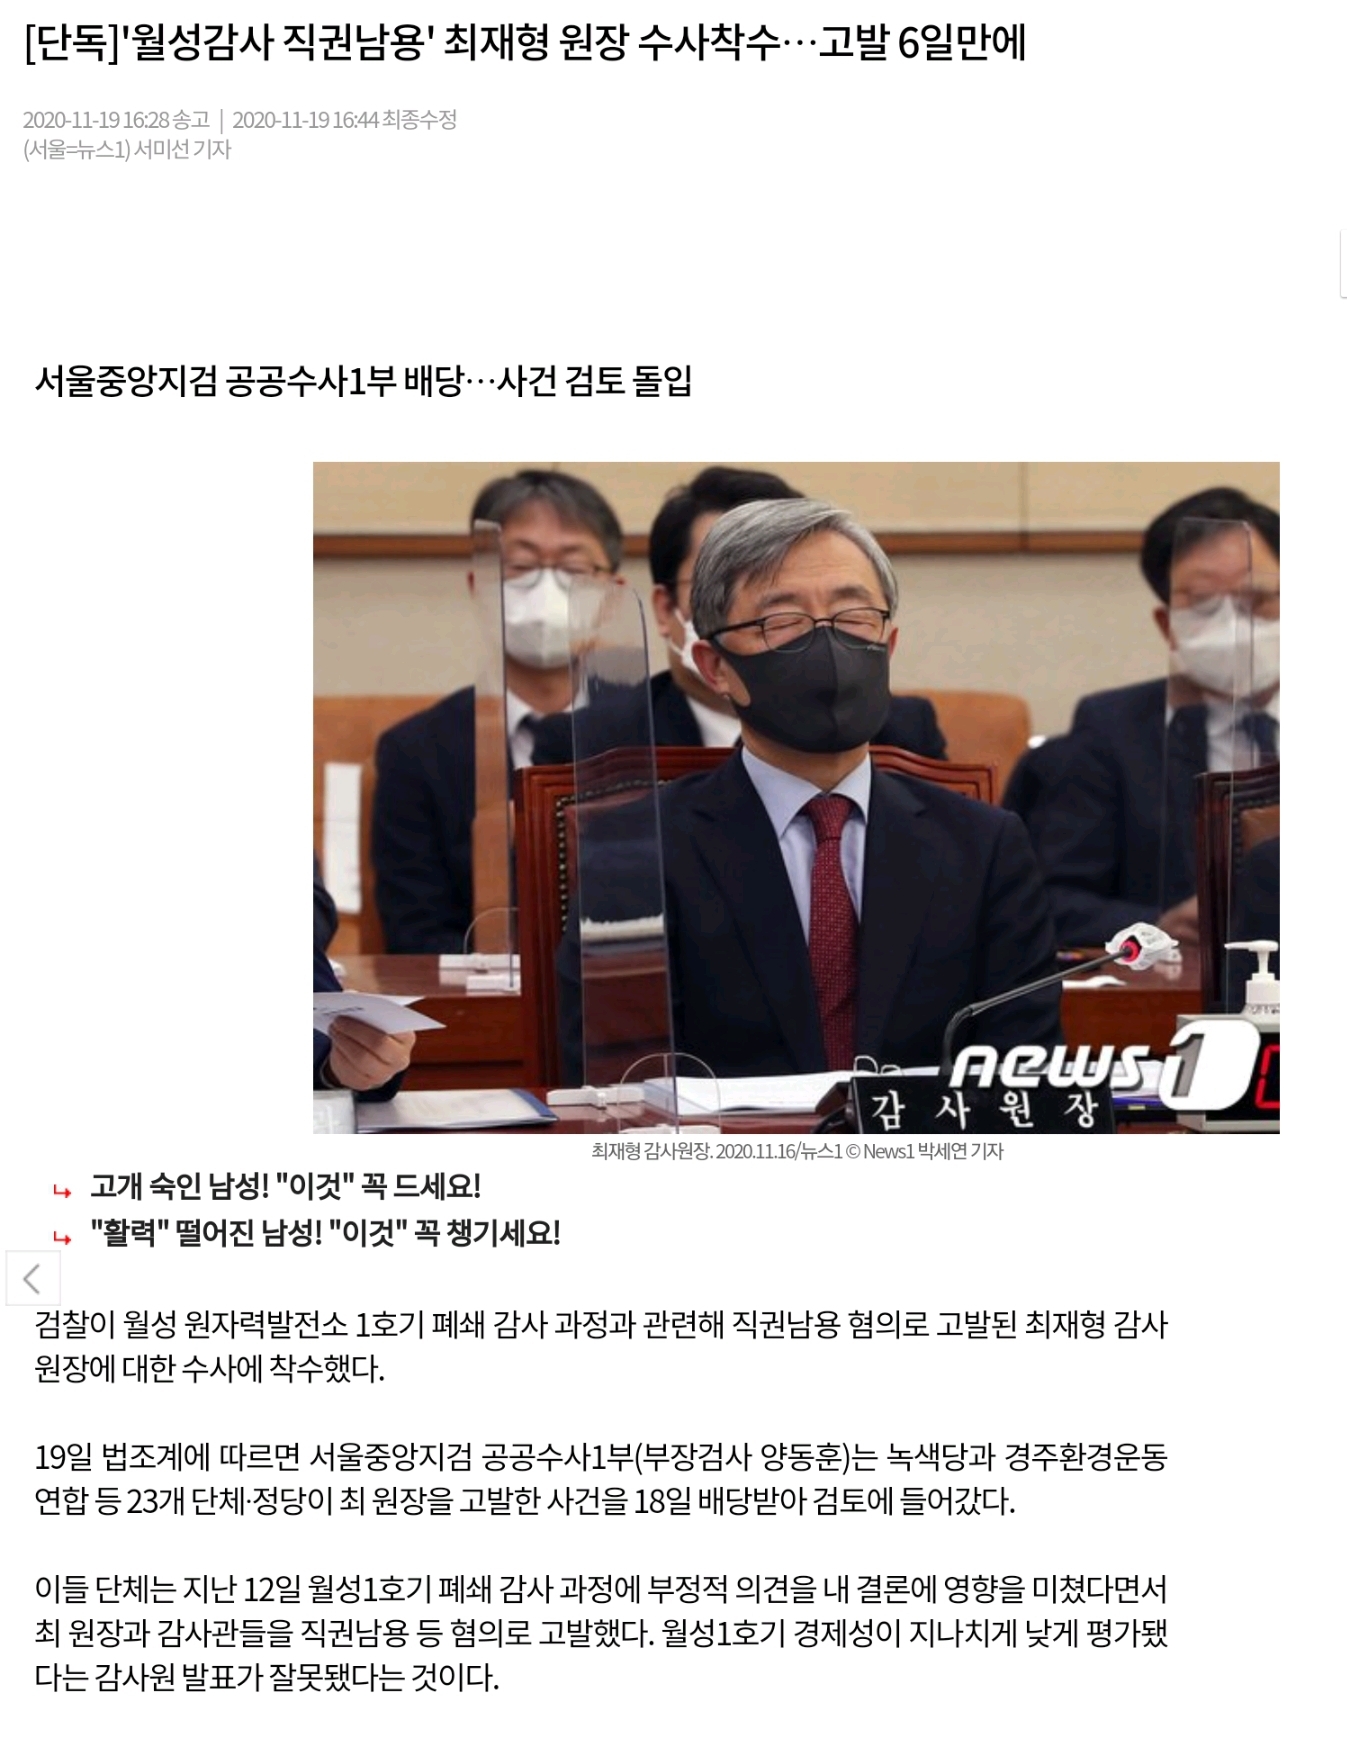 [단독]'월성감사 직권남용' 최재형 원장 수사착수…고발 6일만에
2020-11-19 16:28 송고 | 2020-11-19 16:44 최종수정
(서울=뉴스1) 서미선 기자
서울중앙지검 공공수사1부 배당…사건 검토 돌입
news1
감사원장
최재형 감사원장. 2020.11.16/뉴스1 © News1 박세연 기자
고개 숙인 남성! "이것" 꼭 드세요!
"활력" 떨어진 남성! "이것" 꼭 챙기세요!
검찰이 월성 원자력발전소 1호기 폐쇄 감사 과정과 관련해 직권남용 혐의로 고발된 최재형 감사
원장에 대한 수사에 착수했다.
19일 법조계에 따르면 서울중앙지검 공공수사1부(부장검사 양동훈)는 녹색당과 경주환경운동
연합 등 23개 단체·정당이 최 원장을 고발한 사건을 18일 배당받아 검토에 들어갔다.
이들 단체는 지난 12일 월성1호기 폐쇄 감사 과정에 부정적 의견을 내 결론에 영향을 미쳤다면서
최 원장과 감사관들을 직권남용 등 혐의로 고발했다. 월성1호기 경제성이 지나치게 낮게 평가됐
다는 감사원 발표가 잘못됐다는 것이다.